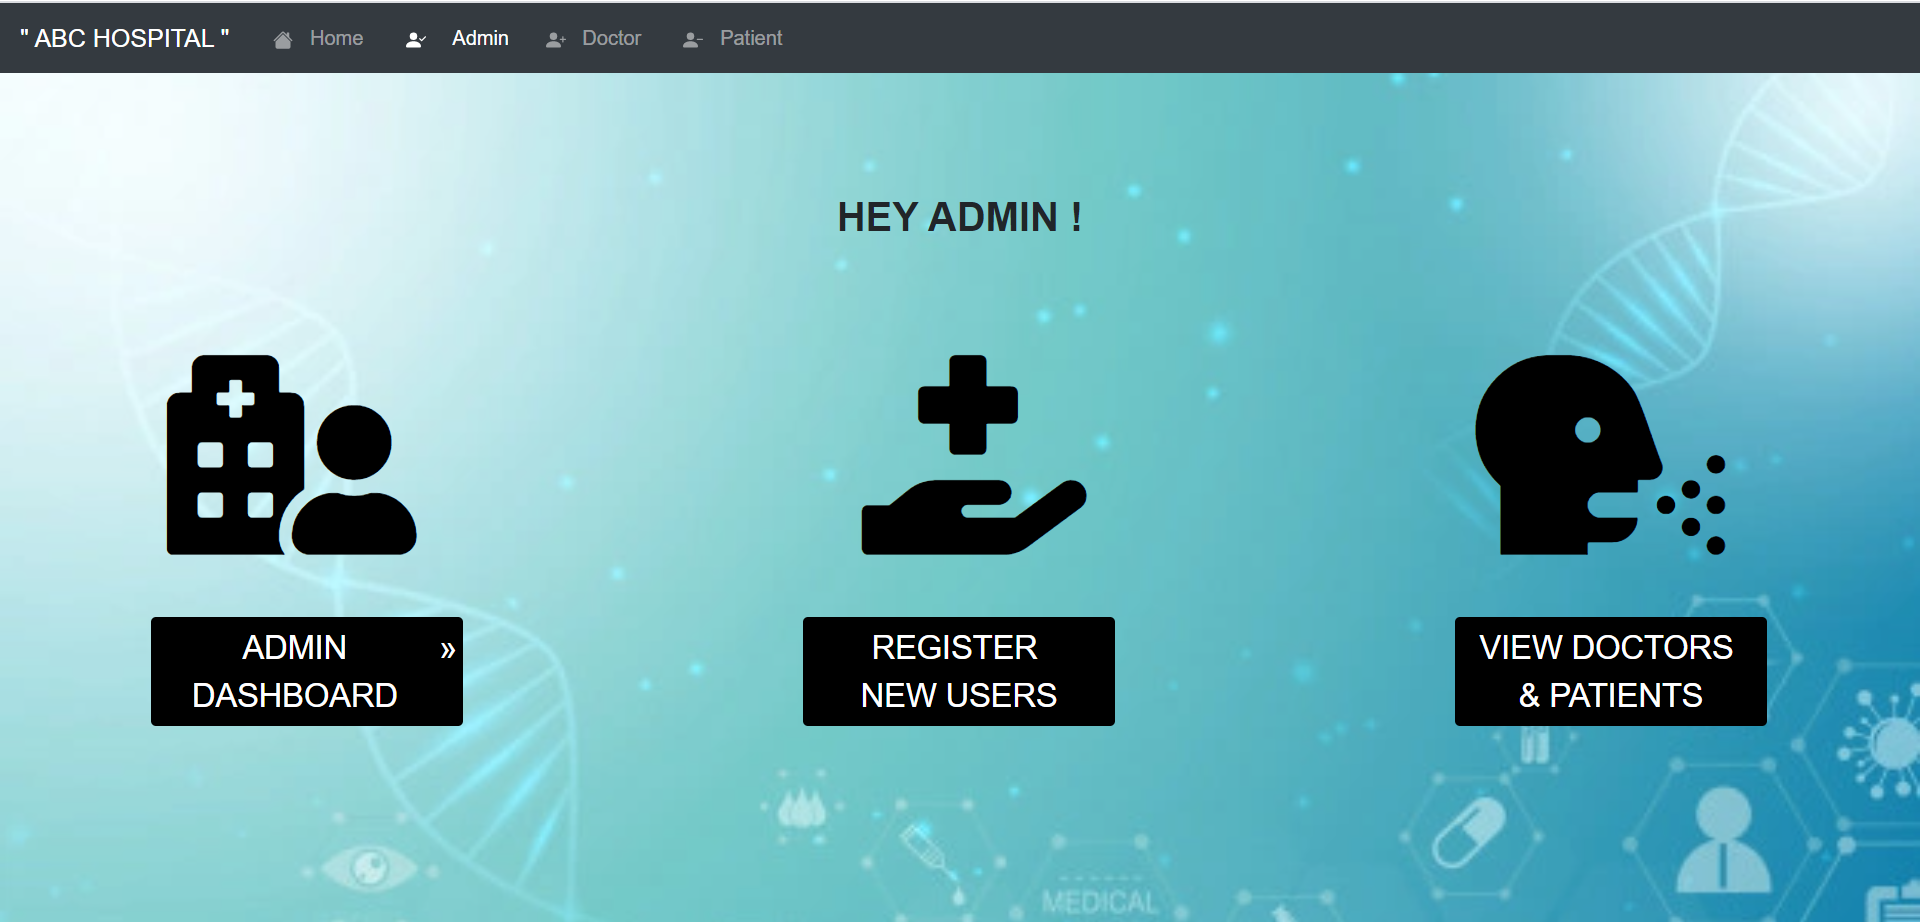 " ABC HOSPITAL " Home Admin Doctor Patient
HEY ADMIN !
ADMIN »
DASHBOARD
REGISTER
NEW USERS
VIEW DOCTORS
& PATIENTS
MEDICAL